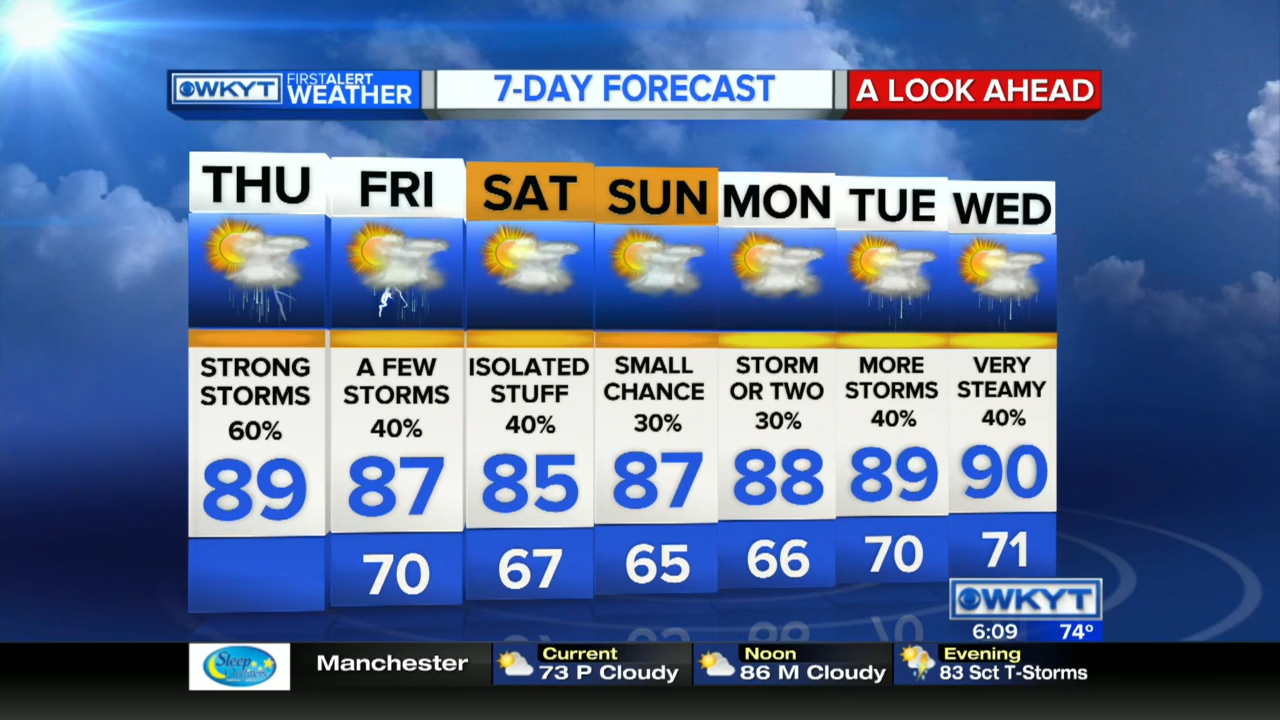 WKYT FIRST ALERT WEATHER
7-DAY FORECAST
A LOOK AHEAD
THU FRI SAT SUN MON TUE WED
STRONG STORMS 60%
89
A FEW STORMS 40%
87
70
ISOLATED STUFF 40%
85
67
SMALL CHANCE 30%
87
65
STORM OR TWO 30%
88
66
MORE STORMS 40%
89
70
VERY STEAMY 40%
90
71
WKYT
6:09 74°
Sleep Outfitters
Manchester
Current
73 P Cloudy
Noon
86 M Cloudy
Evening
83 Sct T-Storms